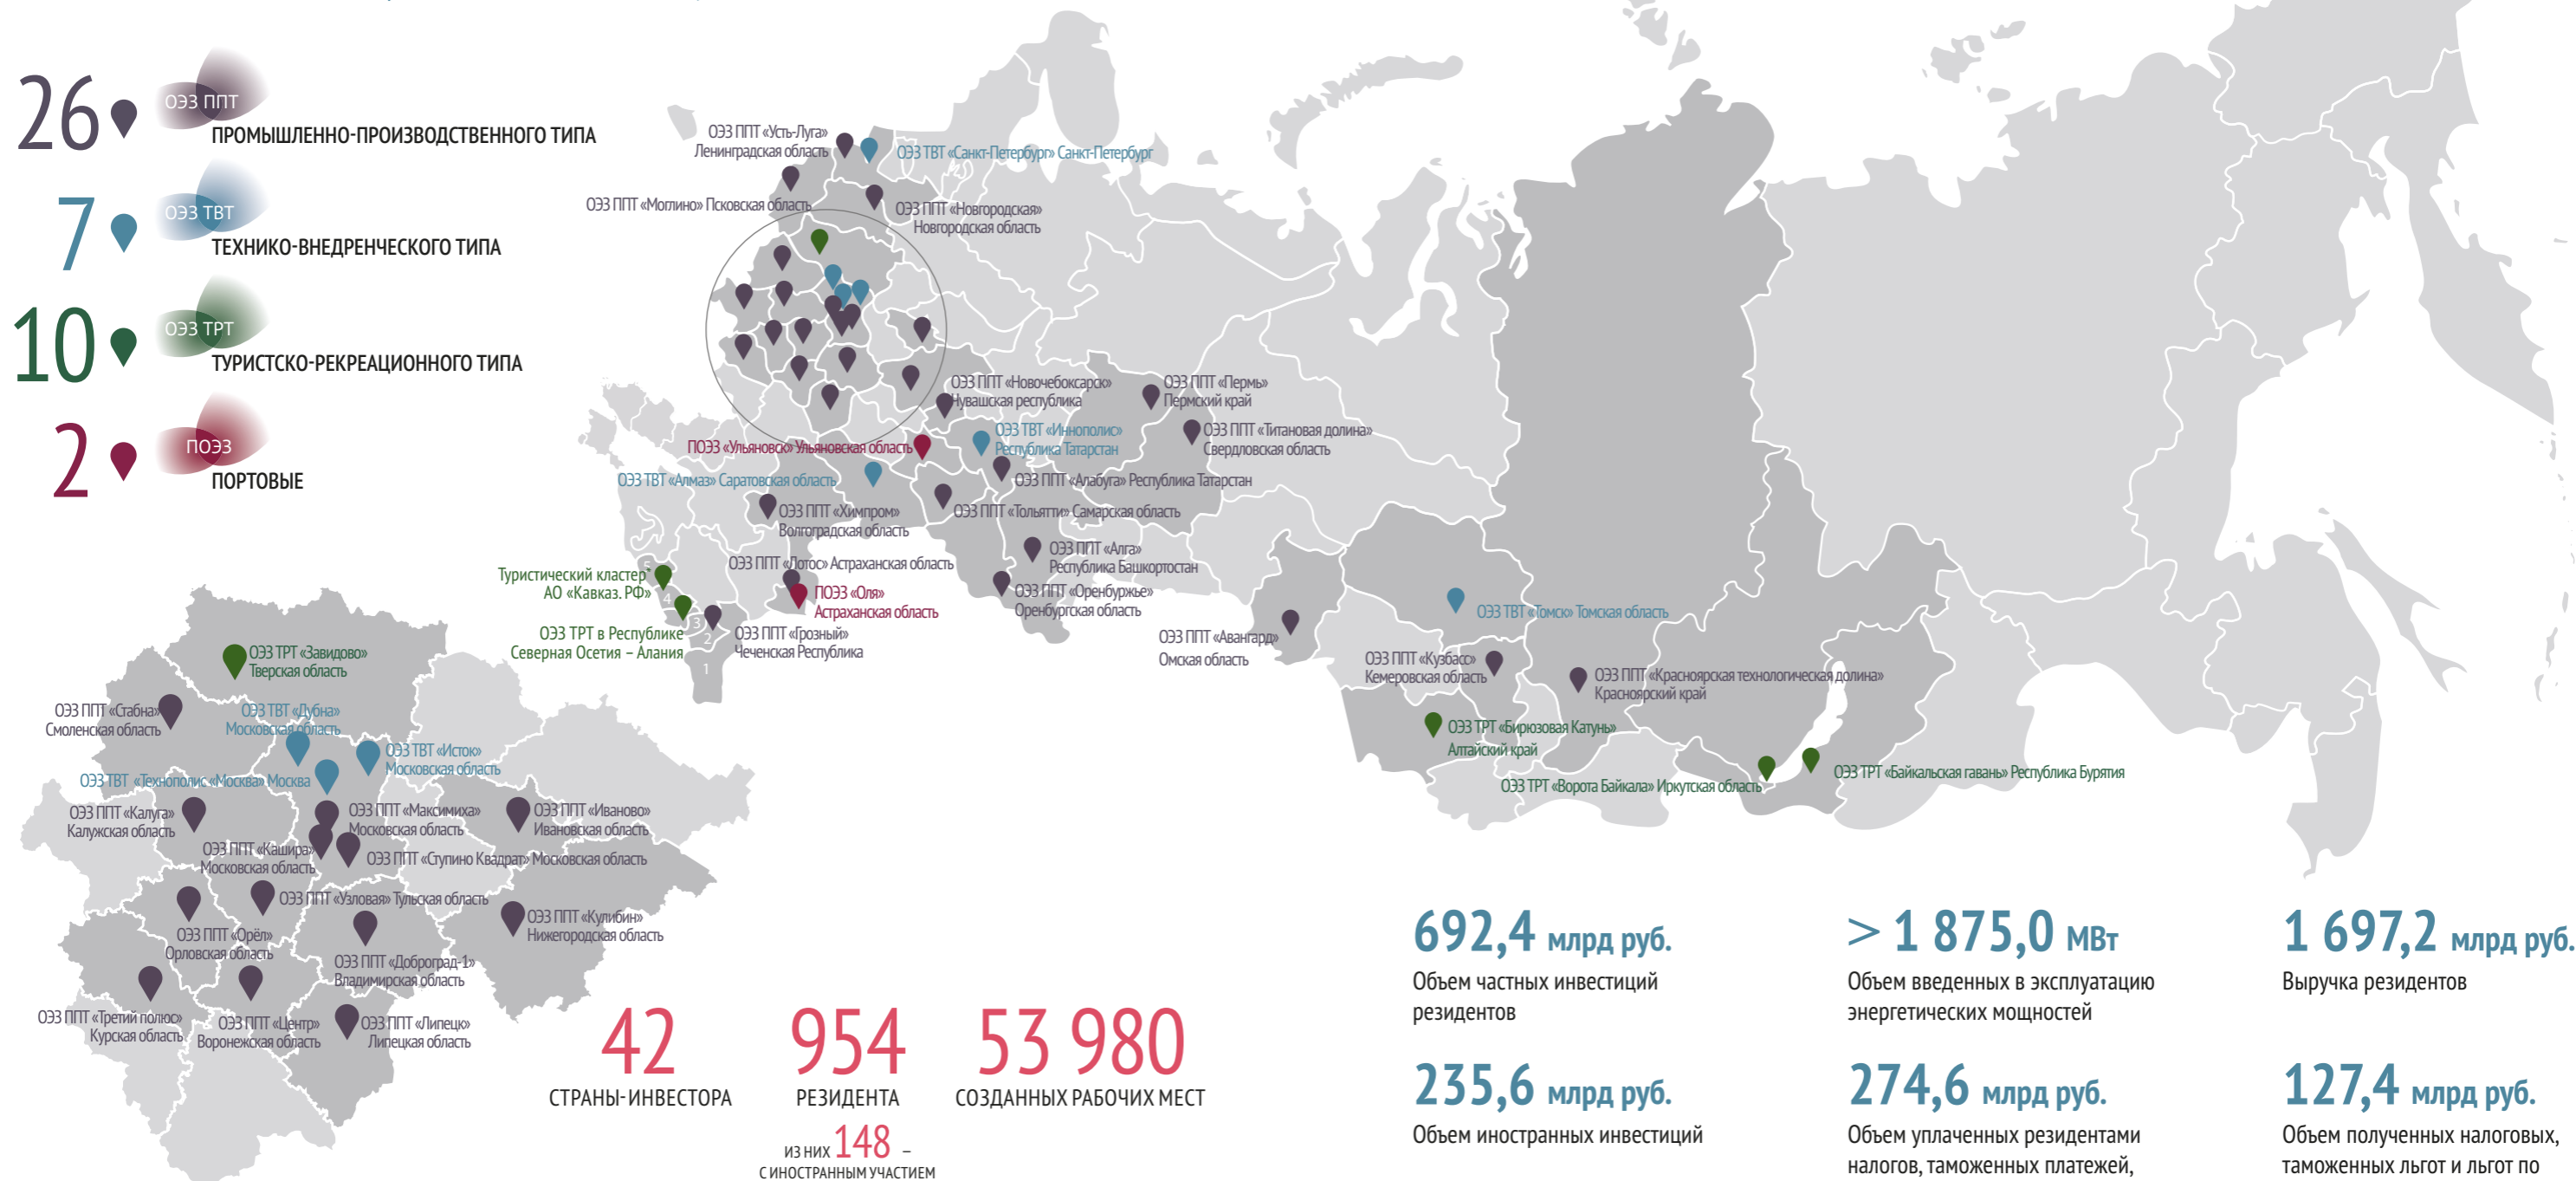 26
ОЭЗ ППТ
ПРОМЫШЛЕННО-ПРОИЗВОДСТВЕННОГО ТИПА
7
ОЭЗ ТВТ
ТЕХНИКО-ВНЕДРЕНЧЕСКОГО ТИПА
10
ОЭЗ ТРТ
ТУРИСТСКО-РЕКРЕАЦИОННОГО ТИПА
2
ПОЭЗ
ПОРТОВЫЕ
ОЭЗ ППТ «Усть-Луга»
Ленинградская область
ОЭЗ ТВТ «Санкт-Петербург» Санкт-Петербург
ОЭЗ ППТ «Моглино» Псковская область
ОЭЗ ППТ «Новгородская»
Новгородская область
ОЭЗ ППТ «Новочебоксарск»
Чувашская республика
ОЭЗ ППТ «Пермь»
Пермский край
ПОЭЗ «Ульяновск» Ульяновская область
ОЭЗ ТВТ «Иннополис»
Республика Татарстан
ОЭЗ ППТ «Титановая долина»
Свердловская область
ОЭЗ ТВТ «Алмаз» Саратовская область
ОЭЗ ППТ «Алабуга» Республика Татарстан
ОЭЗ ППТ «Химпром»
Волгоградская область
ОЭЗ ППТ «Тольятти» Самарская область
ОЭЗ ППТ «Лотос» Астраханская область
ОЭЗ ППТ «Алга»
Республика Башкортостан
Туристический кластер*
АО «Кавказ. РФ»
5
4
3
2
1
ПОЭЗ «Оля»
Астраханская область
ОЭЗ ППТ «Оренбуржье»
Оренбургская область
ОЭЗ ТРТ в Республике
Северная Осетия – Алания
ОЭЗ ППТ «Грозный»
Чеченская Республика
ОЭЗ ППТ «Авангард»
Омская область
ОЭЗ ТВТ «Томск» Томская область
ОЭЗ ППТ «Кузбасс»
Кемеровская область
ОЭЗ ППТ «Красноярская технологическая долина»
Красноярский край
ОЭЗ ТРТ «Бирюзовая Катунь»
Алтайский край
ОЭЗ ТРТ «Ворота Байкала» Иркутская область
ОЭЗ ТРТ «Байкальская гавань» Республика Бурятия
ОЭЗ ТРТ «Завидово»
Тверская область
ОЭЗ ППТ «Стабна»
Смоленская область
ОЭЗ ТВТ «Дубна»
Московская область
ОЭЗ ТВТ «Исток»
Московская область
ОЭЗ ТВТ «Технополис «Москва» Москва
ОЭЗ ППТ «Калуга»
Калужская область
ОЭЗ ППТ «Максимиха»
Московская область
ОЭЗ ППТ «Иваново»
Ивановская область
ОЭЗ ППТ «Кашира»
Московская область
ОЭЗ ППТ «Ступино Квадрат» Московская область
ОЭЗ ППТ «Узловая» Тульская область
ОЭЗ ППТ «Кулибин»
Нижегородская область
ОЭЗ ППТ «Орёл»
Орловская область
ОЭЗ ППТ «Доброград-1»
Владимирская область
ОЭЗ ППТ «Третий полюс»
Курская область
ОЭЗ ППТ «Центр»
Воронежская область
ОЭЗ ППТ «Липецк»
Липецкая область
42
СТРАНЫ-ИНВЕСТОРА
954
РЕЗИДЕНТА
ИЗ НИХ 148 –
С ИНОСТРАННЫМ УЧАСТИЕМ
53 980
СОЗДАННЫХ РАБОЧИХ МЕСТ
692,4 млрд руб.
Объем частных инвестиций
резидентов
> 1 875,0 МВт
Объем введенных в эксплуатацию
энергетических мощностей
1 697,2 млрд руб.
Выручка резидентов
235,6 млрд руб.
Объем иностранных инвестиций
274,6 млрд руб.
Объем уплаченных резидентами
налогов, таможенных платежей,
127,4 млрд руб.
Объем полученных налоговых,
таможенных льгот и льгот по